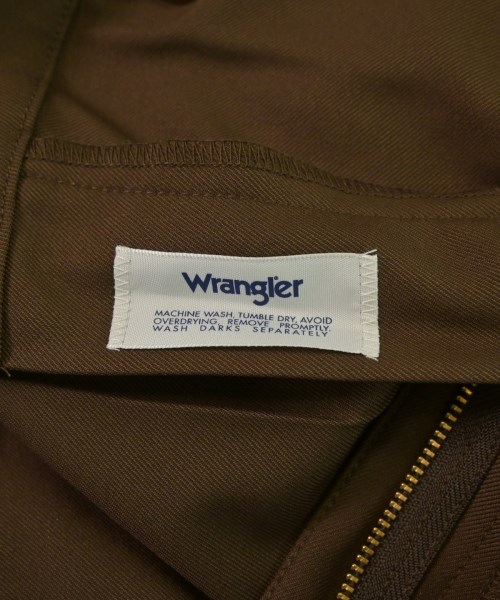 Wrangler
MACHINE WASH, TUMBLE DRY, AVOID
OVERDRYING, REMOVE PROMPTLY.
WASH DARKS SEPARATELY